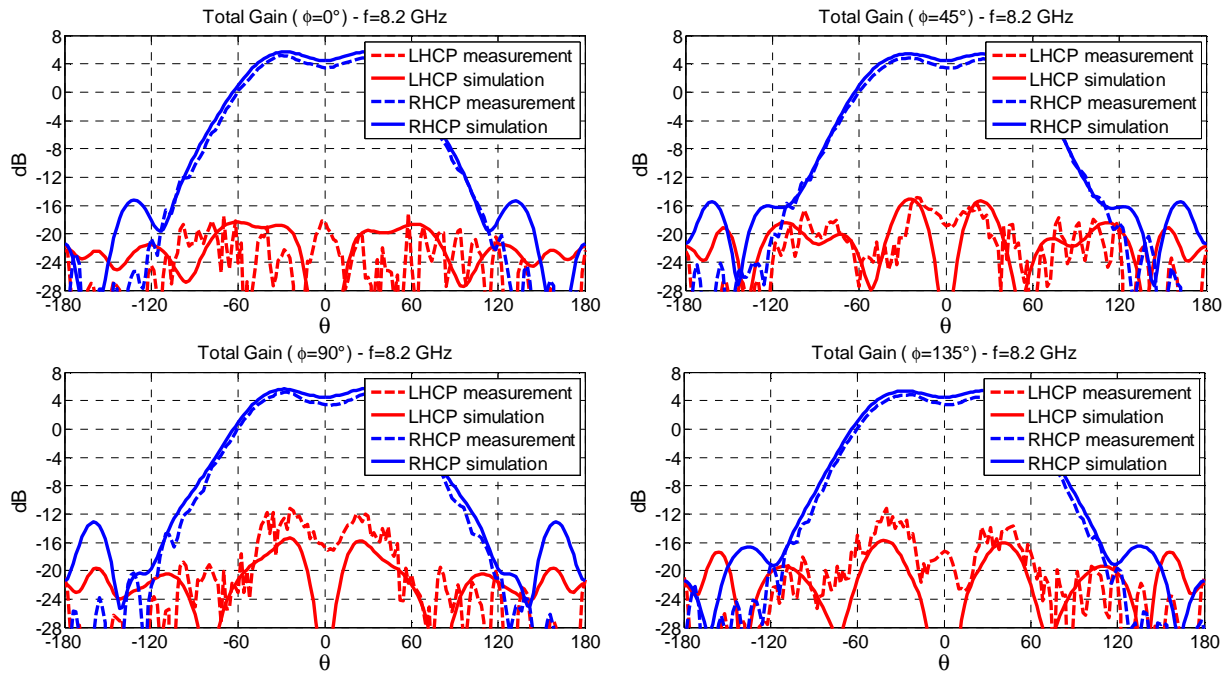 Total Gain ( ϕ=0°) - f=8.2 GHz
8
4
0
-4
-8
-12
-16
-20
-24
-28
dB
-180
-120
-60
0
60
120
180
θ
LHCP measurement
LHCP simulation
RHCP measurement
RHCP simulation
Total Gain ( ϕ=45°) - f=8.2 GHz
8
4
0
-4
-8
-12
-16
-20
-24
-28
dB
-180
-120
-60
0
60
120
180
θ
LHCP measurement
LHCP simulation
RHCP measurement
RHCP simulation
Total Gain ( ϕ=90°) - f=8.2 GHz
8
4
0
-4
-8
-12
-16
-20
-24
-28
dB
-180
-120
-60
0
60
120
180
θ
LHCP measurement
LHCP simulation
RHCP measurement
RHCP simulation
Total Gain ( ϕ=135°) - f=8.2 GHz
8
4
0
-4
-8
-12
-16
-20
-24
-28
dB
-180
-120
-60
0
60
120
180
θ
LHCP measurement
LHCP simulation
RHCP measurement
RHCP simulation